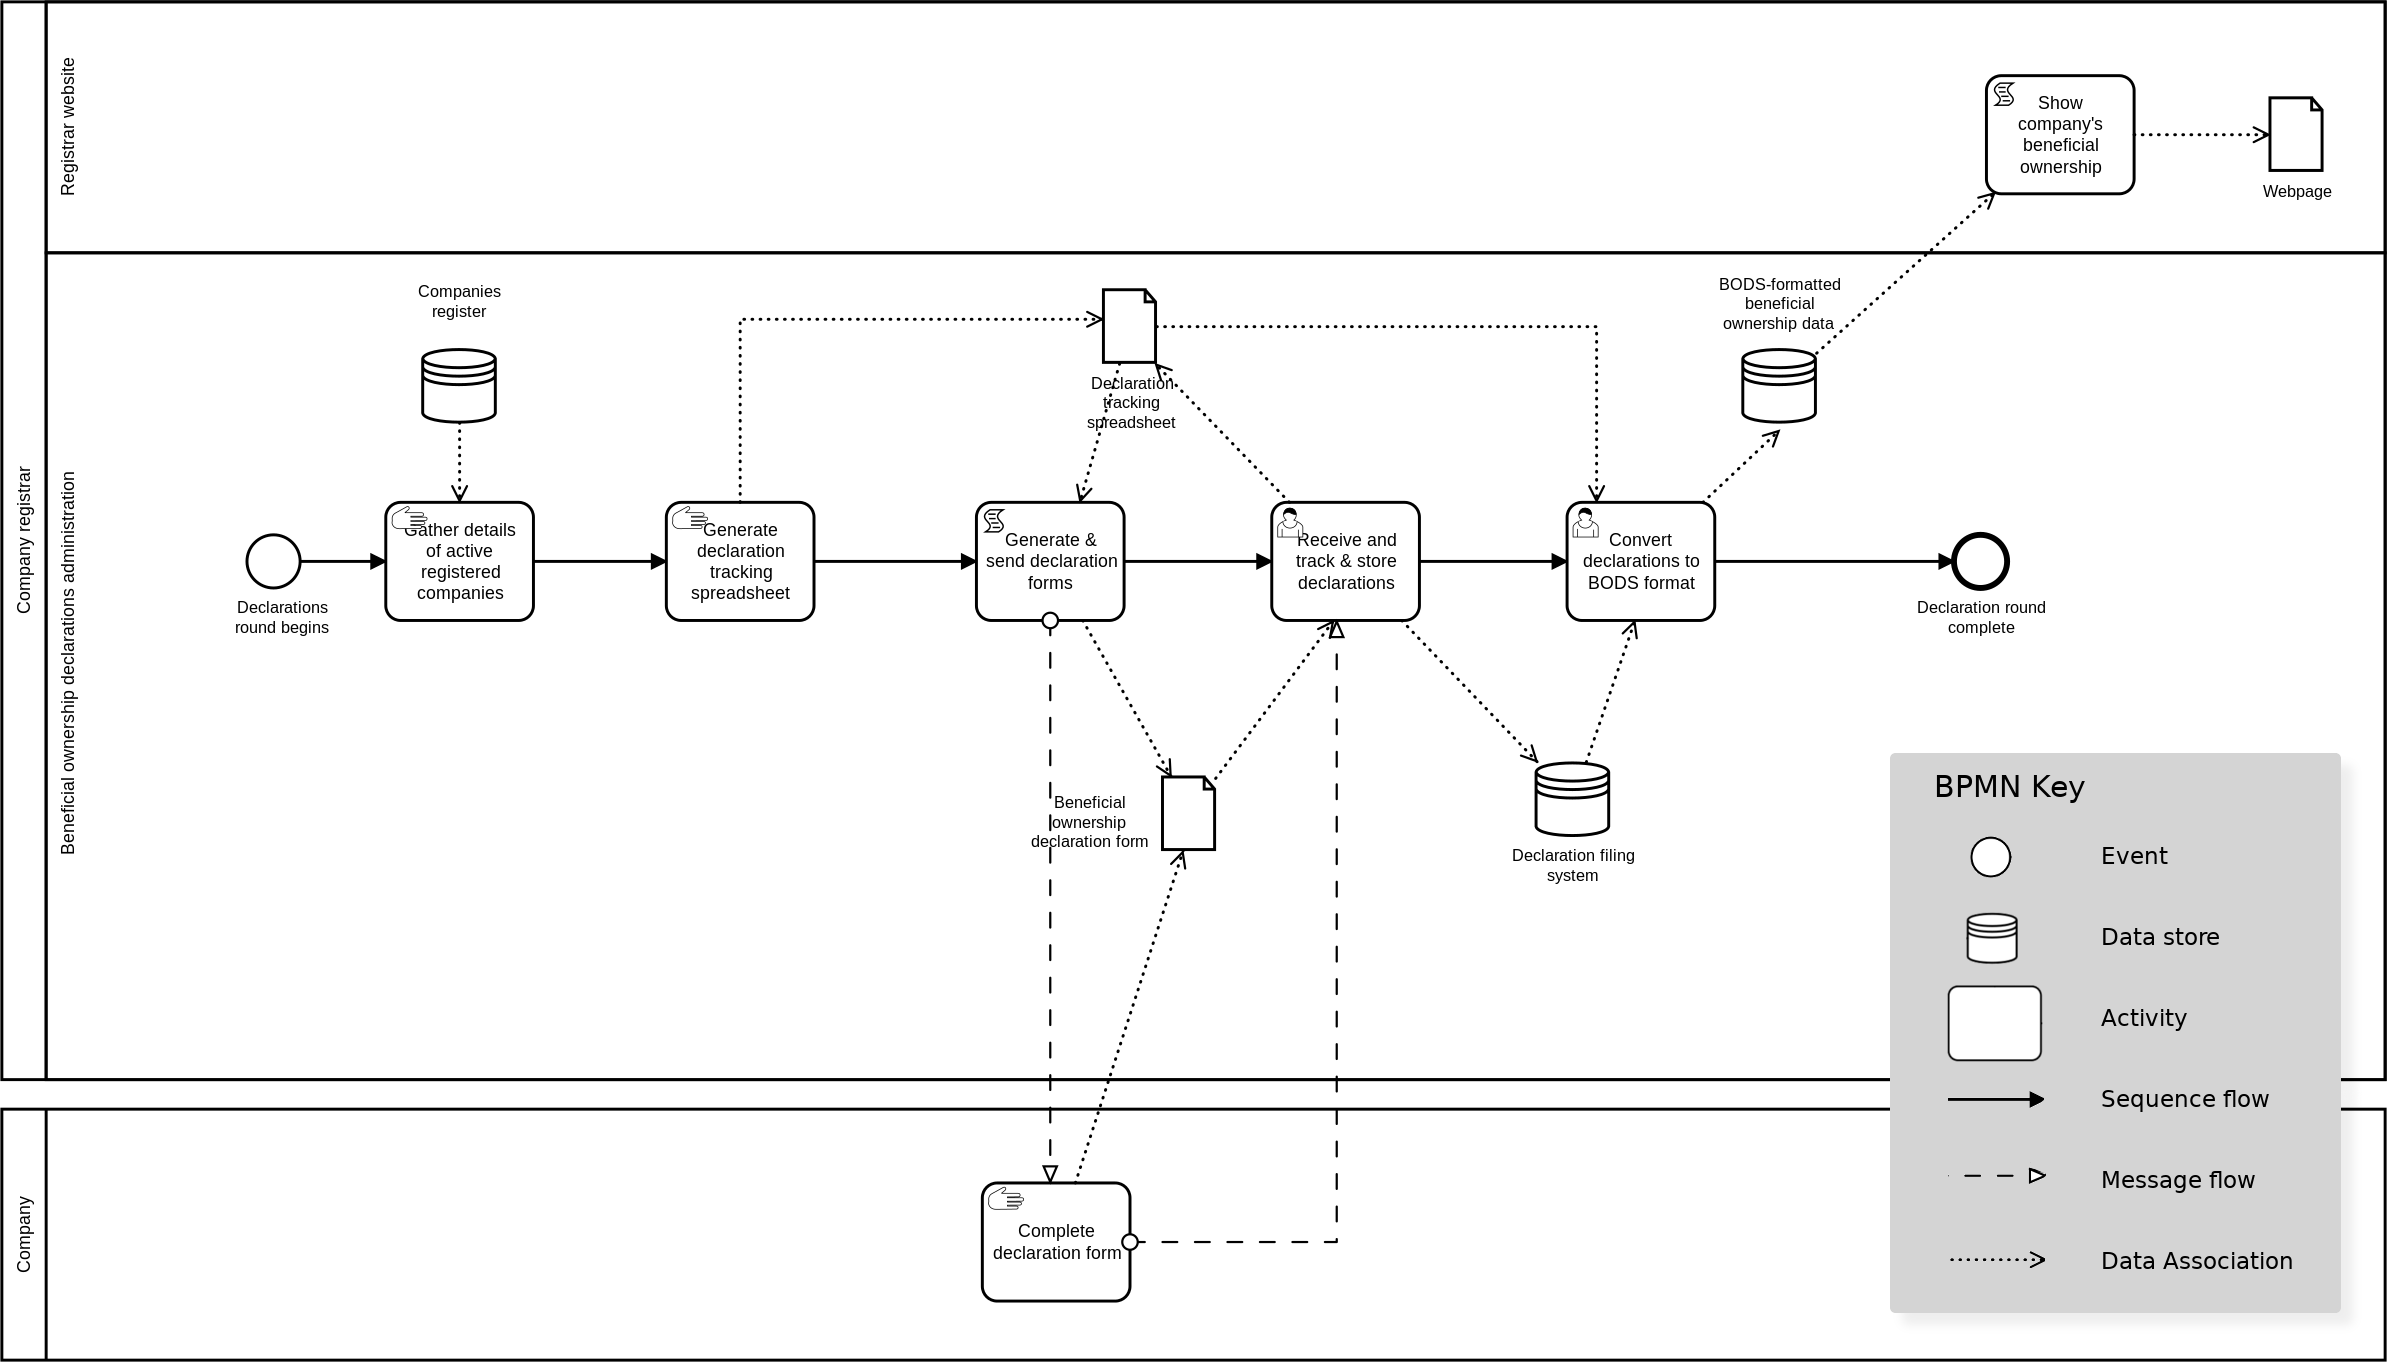 Company registrar
Registrar website
Show
company's
beneficial
ownership
Webpage
Beneficial ownership declarations administration
Companies
register
Declaration
tracking
spreadsheet
BODS-formatted
beneficial
ownership data
Declarations
round begins
Gather details
of active
registered
companies
Generate
declaration
tracking
spreadsheet
Generate &
send declaration
forms
Receive and
track & store
declarations
Convert
declarations to
BODS format
Declaration round
complete
Beneficial
ownership
declaration form
Declaration filing
system
Company
Complete
declaration form
BPMN Key
Event
Data store
Activity
Sequence flow
Message flow
Data Association